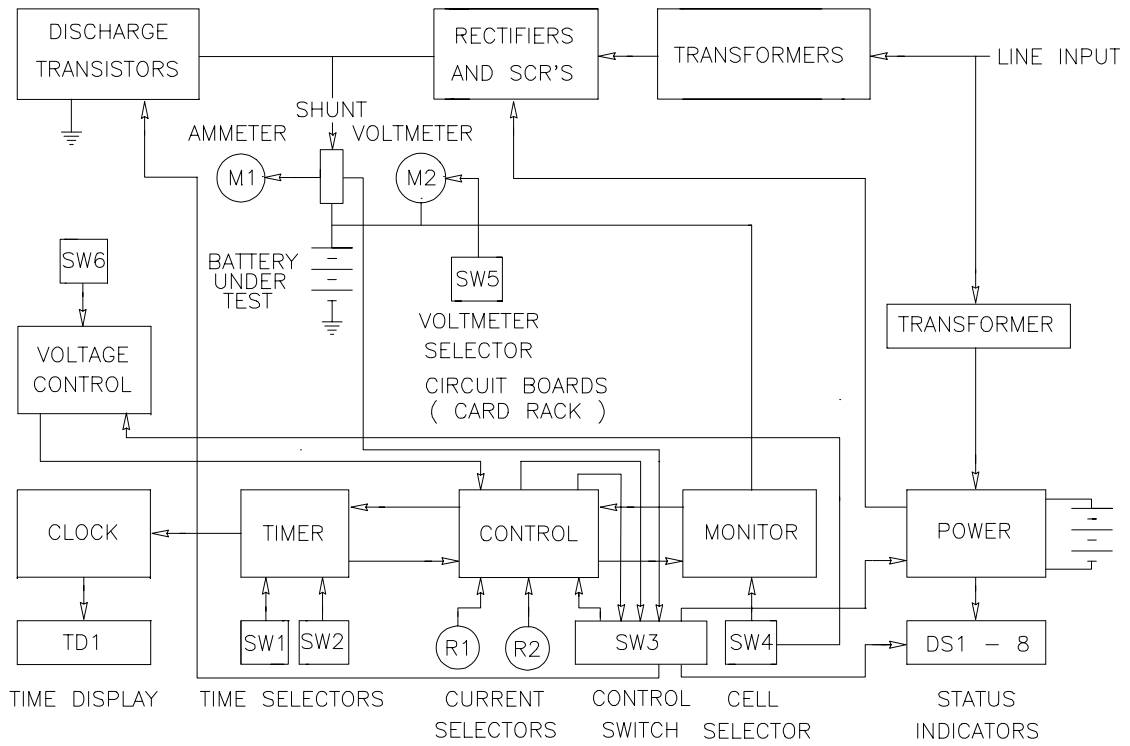 DISCHARGE
TRANSISTORS
RECTIFIERS
AND SCR'S
TRANSFORMERS
LINE INPUT
SHUNT
AMMETER
VOLTMETER
M1
M2
SW6
BATTERY
UNDER
TEST
SW5
VOLTMETER
SELECTOR
TRANSFORMER
VOLTAGE
CONTROL
CIRCUIT BOARDS
( CARD RACK )
CLOCK
TIMER
CONTROL
MONITOR
POWER
TD1
SW1
SW2
R1
R2
SW3
SW4
DS1 - 8
TIME DISPLAY
TIME SELECTORS
CURRENT
SELECTORS
CONTROL
SWITCH
CELL
SELECTOR
STATUS
INDICATORS